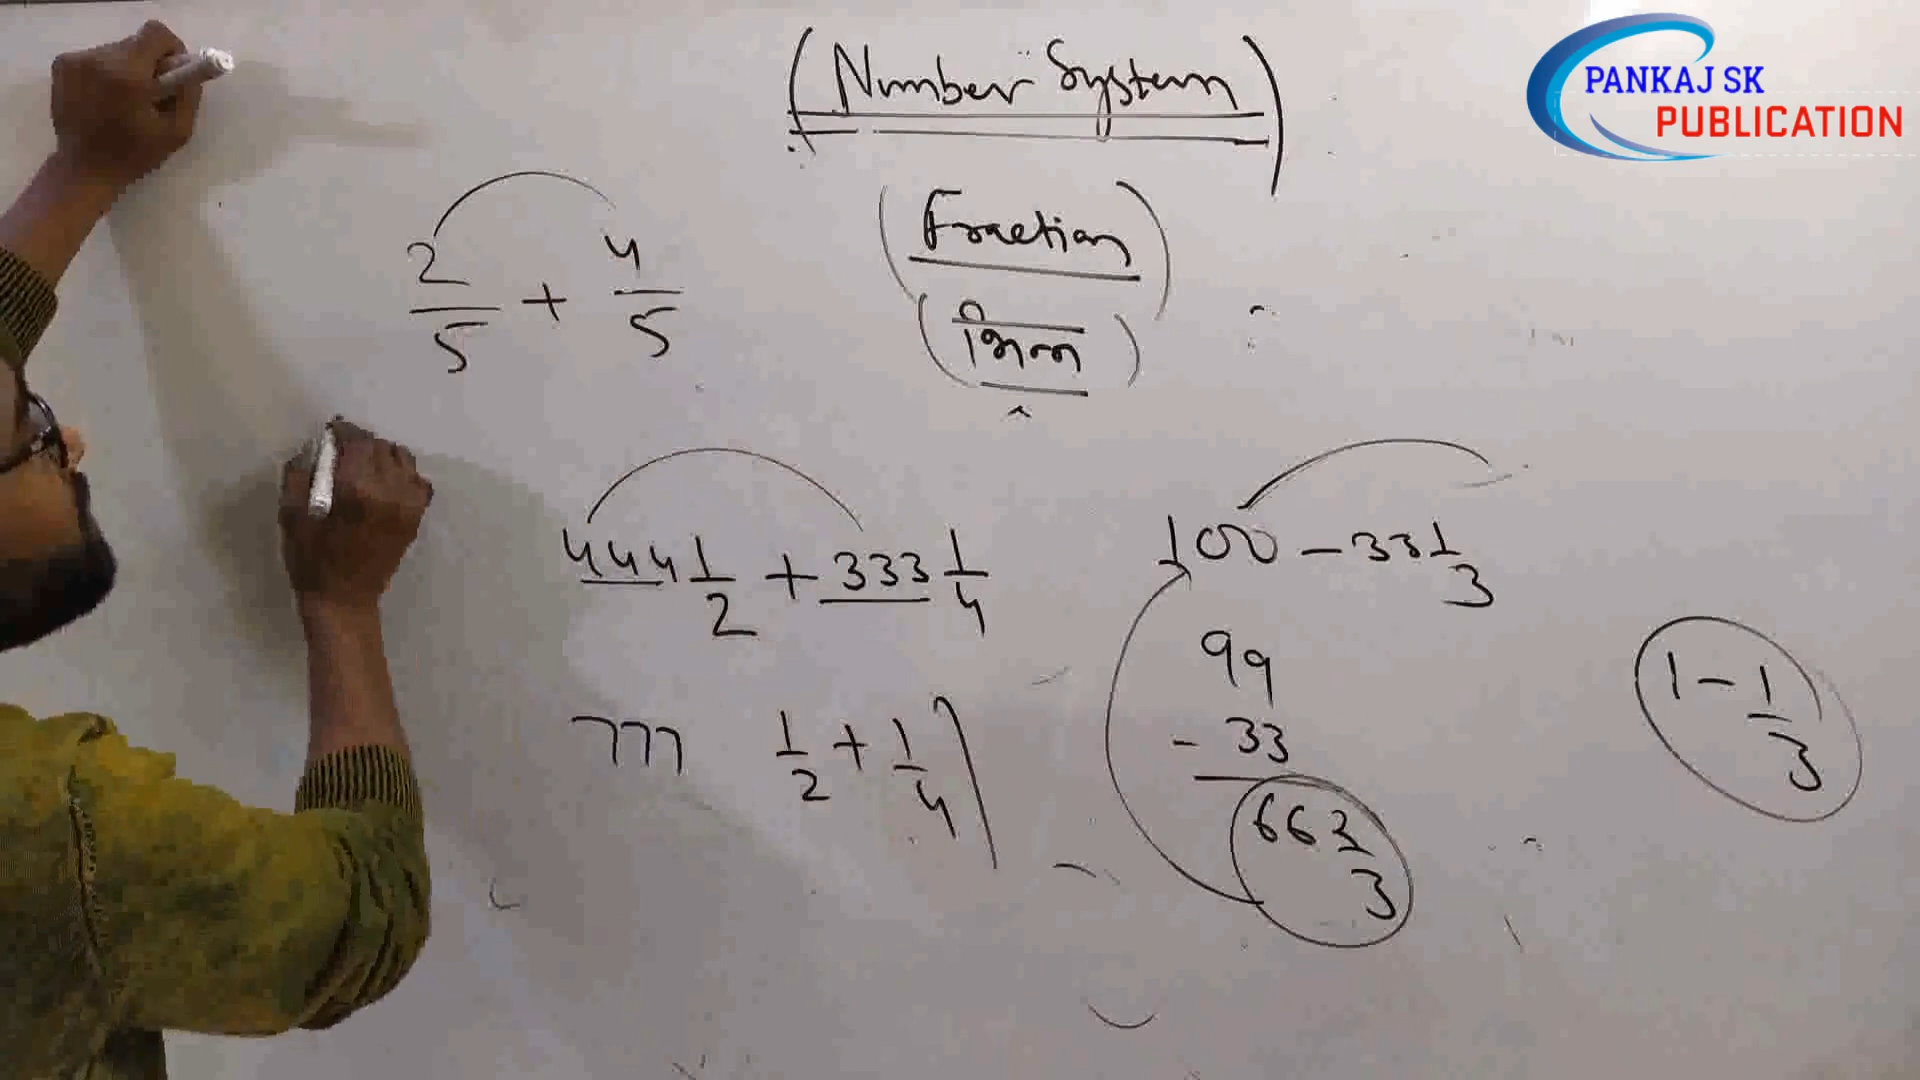 PANKAJ SK
PUBLICATION
(Number System)
(Fraction)
(भिन्न)
2/5 + 4/5
444 1/2 + 333 1/4
777 1/2 + 1/4
100 - 33 1/3
99
- 33
66 2/3
1 - 1/3